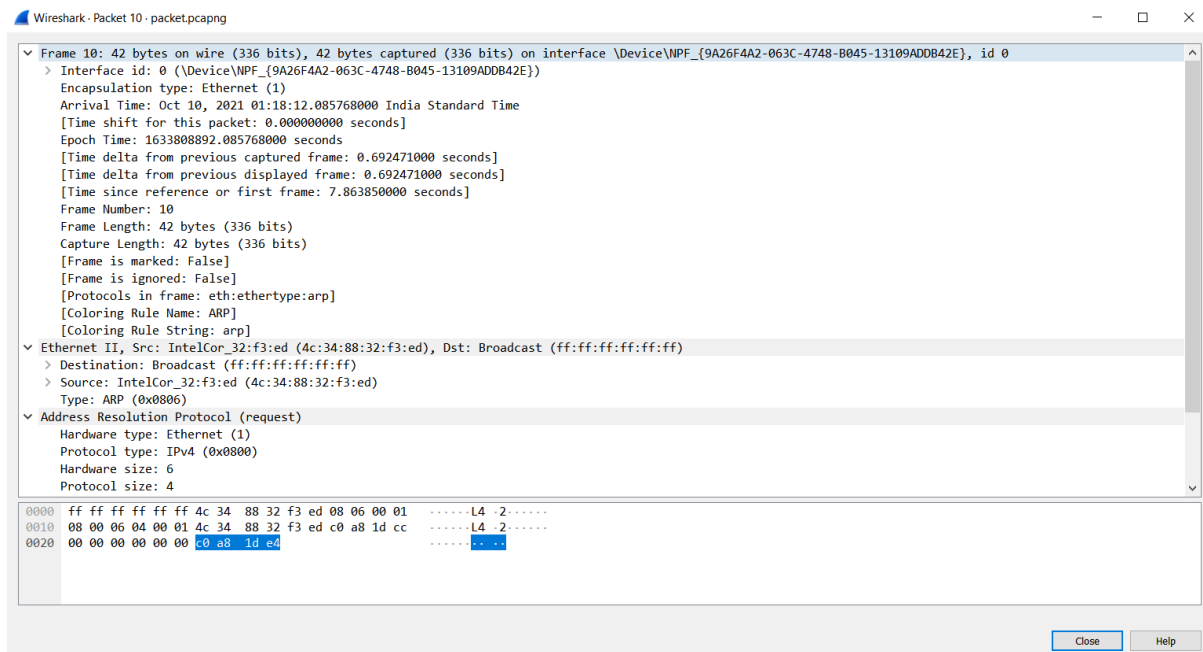 Wireshark · Packet 10 · packet.pcapng
Frame 10: 42 bytes on wire (336 bits), 42 bytes captured (336 bits) on interface \Device\NPF_{9A26F4A2-063C-4748-B045-13109ADDB42E}, id 0
Interface id: 0 (\Device\NPF_{9A26F4A2-063C-4748-B045-13109ADDB42E})
Encapsulation type: Ethernet (1)
Arrival Time: Oct 10, 2021 01:18:12.085768000 India Standard Time
[Time shift for this packet: 0.000000000 seconds]
Epoch Time: 1633808892.085768000 seconds
[Time delta from previous captured frame: 0.692471000 seconds]
[Time delta from previous displayed frame: 0.692471000 seconds]
[Time since reference or first frame: 7.863850000 seconds]
Frame Number: 10
Frame Length: 42 bytes (336 bits)
Capture Length: 42 bytes (336 bits)
[Frame is marked: False]
[Frame is ignored: False]
[Protocols in frame: eth:ethertype:arp]
[Coloring Rule Name: ARP]
[Coloring Rule String: arp]
Ethernet II, Src: IntelCor_32:f3:ed (4c:34:88:32:f3:ed), Dst: Broadcast (ff:ff:ff:ff:ff:ff)
Destination: Broadcast (ff:ff:ff:ff:ff:ff)
Source: IntelCor_32:f3:ed (4c:34:88:32:f3:ed)
Type: ARP (0x0806)
Address Resolution Protocol (request)
Hardware type: Ethernet (1)
Protocol type: IPv4 (0x0800)
Hardware size: 6
Protocol size: 4
0000 ff ff ff ff ff ff 4c 34 88 32 f3 ed 08 06 00 01 ······L4 ·2······
0010 08 00 06 04 00 01 4c 34 88 32 f3 ed c0 a8 1d cc ······L4 ·2······
0020 00 00 00 00 00 00 c0 a8 1d e4 ········ ··
Close Help